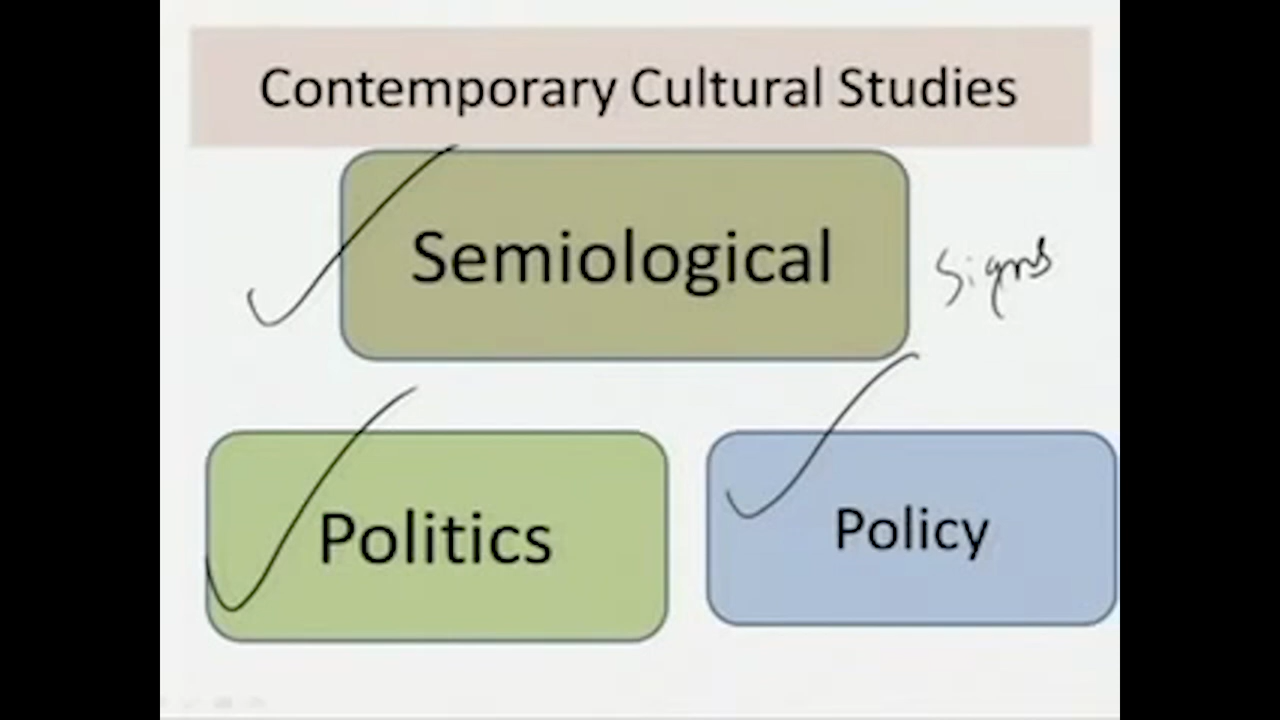 Contemporary Cultural Studies
Semiological
Signs
Politics
Policy